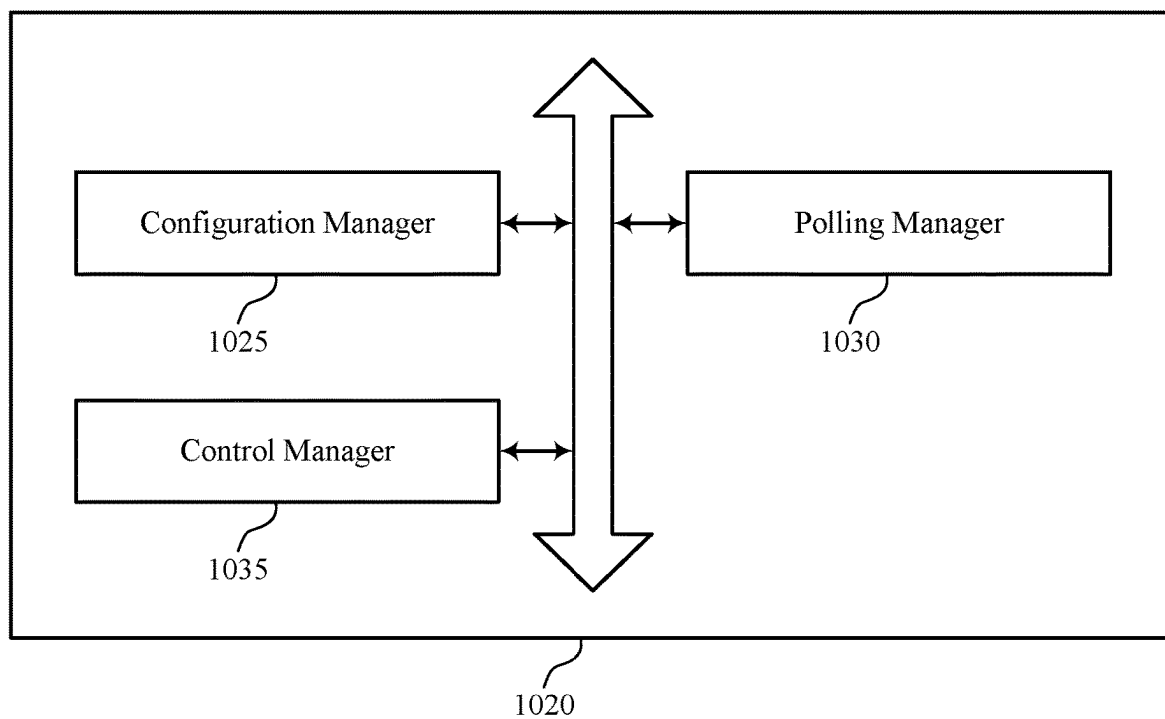 Configuration Manager
Polling Manager
1025
1030
Control Manager
1035
1020